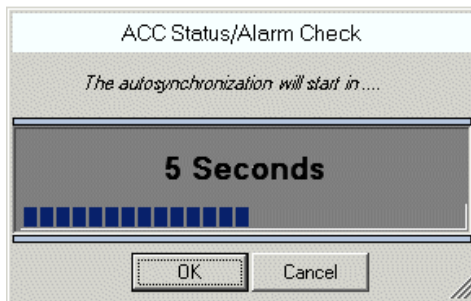 ACC Status/Alarm Check
The autosynchronization will start in....
5 Seconds
OK
Cancel